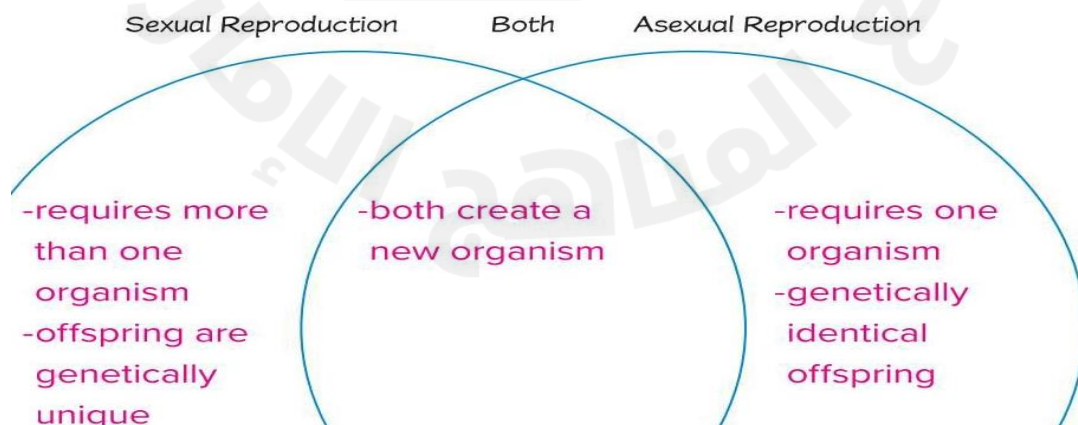 Sexual Reproduction Both Asexual Reproduction
-requires more
than one
organism
-offspring are
genetically
unique
-both create a
new organism
-requires one
organism
-genetically
identical
offspring
المناهج